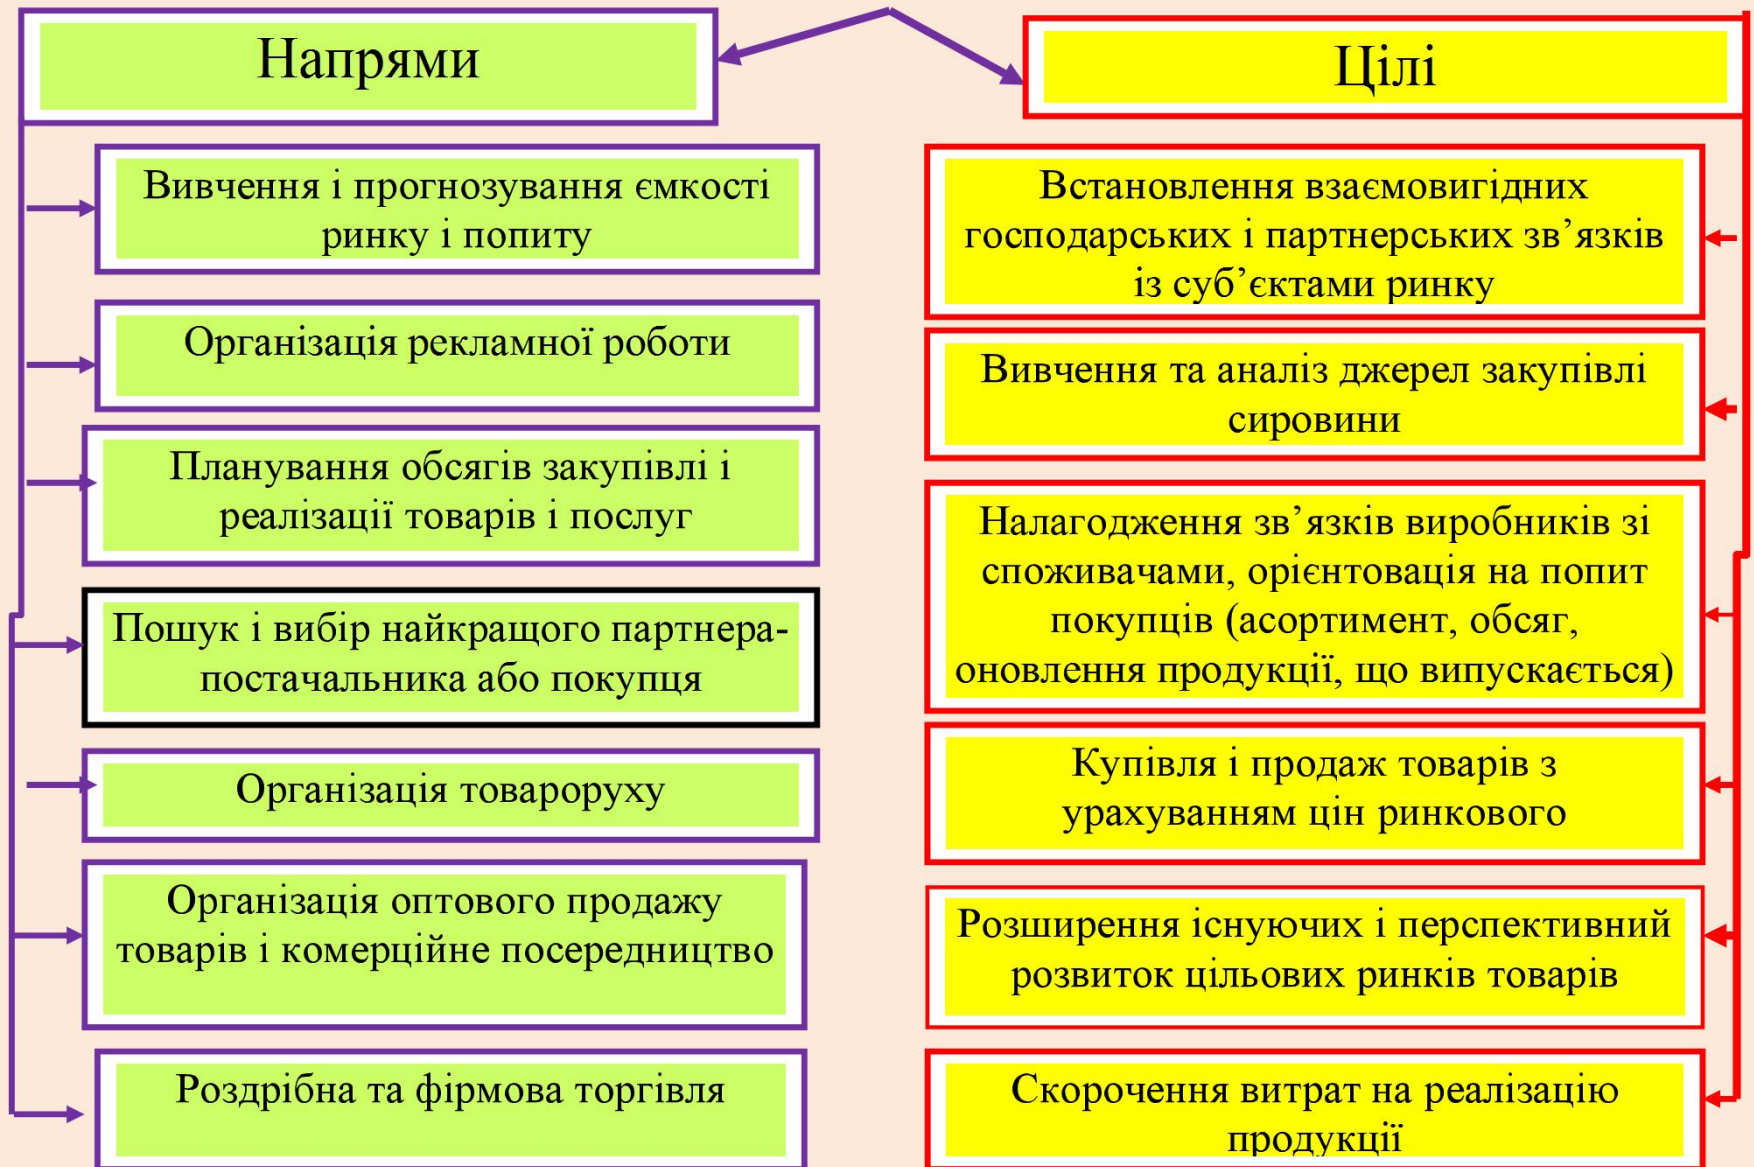 Напрями
Вивчення і прогнозування ємкості
ринку і попиту
Організація рекламної роботи
Планування обсягів закупівлі і
реалізації товарів і послуг
Пошук і вибір найкращого партнера-
постачальника або покупця
Організація товароруху
Організація оптового продажу
товарів і комерційне посередництво
Роздрібна та фірмова торгівля
Цілі
Встановлення взаємовигідних
господарських і партнерських зв’язків
із суб’єктами ринку
Вивчення та аналіз джерел закупівлі
сировини
Налагодження зв’язків виробників зі
споживачами, орієнтовація на попит
покупців (асортимент, обсяг,
оновлення продукції, що випускається)
Купівля і продаж товарів з
урахуванням цін ринкового
Розширення існуючих і перспективний
розвиток цільових ринків товарів
Скорочення витрат на реалізацію
продукції